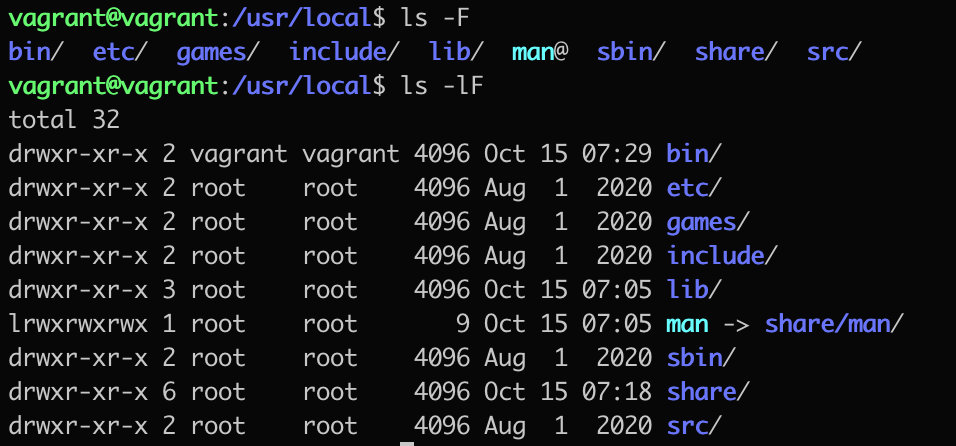 vagrant@vagrant:/usr/local$ ls -F
bin/  etc/  games/  include/  lib/  man@  sbin/  share/  src/
vagrant@vagrant:/usr/local$ ls -lF
total 32
drwxr-xr-x 2 vagrant vagrant 4096 Oct 15 07:29 bin/
drwxr-xr-x 2 root    root    4096 Aug  1  2020 etc/
drwxr-xr-x 2 root    root    4096 Aug  1  2020 games/
drwxr-xr-x 2 root    root    4096 Aug  1  2020 include/
drwxr-xr-x 3 root    root    4096 Oct 15 07:05 lib/
lrwxrwxrwx 1 root    root       9 Oct 15 07:05 man -> share/man/
drwxr-xr-x 2 root    root    4096 Aug  1  2020 sbin/
drwxr-xr-x 6 root    root    4096 Oct 15 07:18 share/
drwxr-xr-x 2 root    root    4096 Aug  1  2020 src/